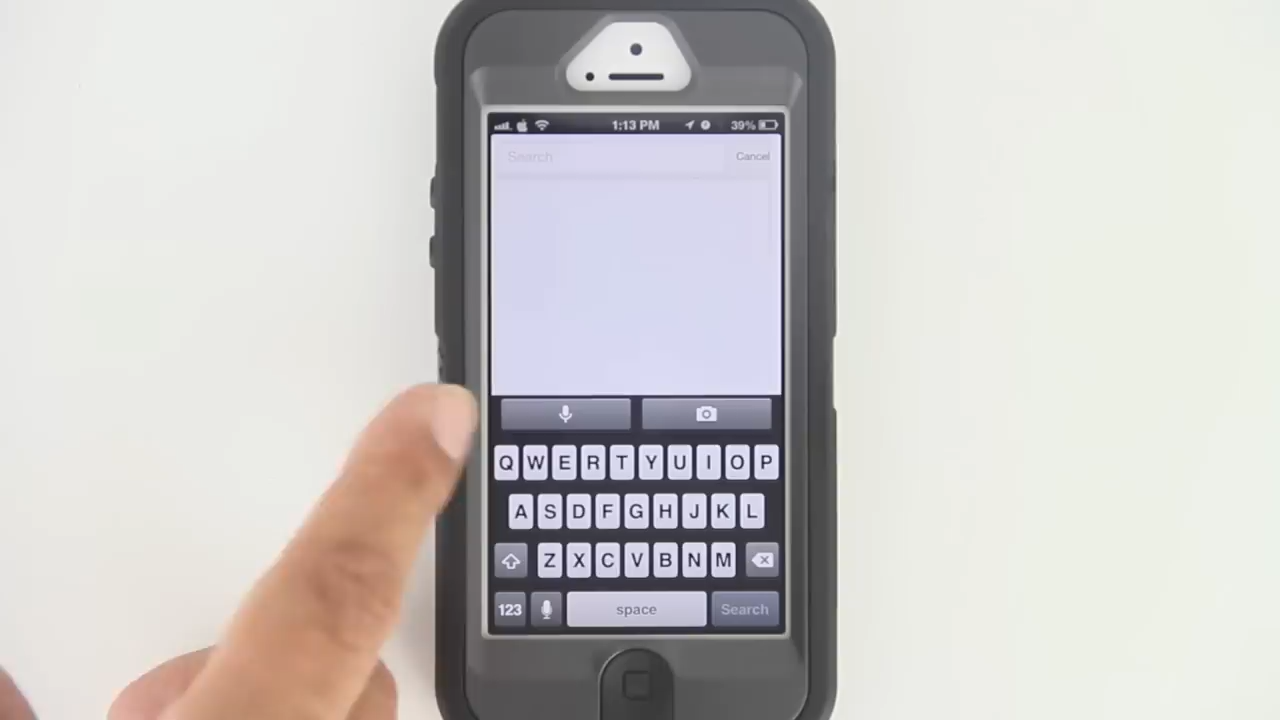 1:13 PM 39%
Search Cancel
Q W E R T Y U I O P
A S D F G H J K L
Z X C V B N M
123 space Search